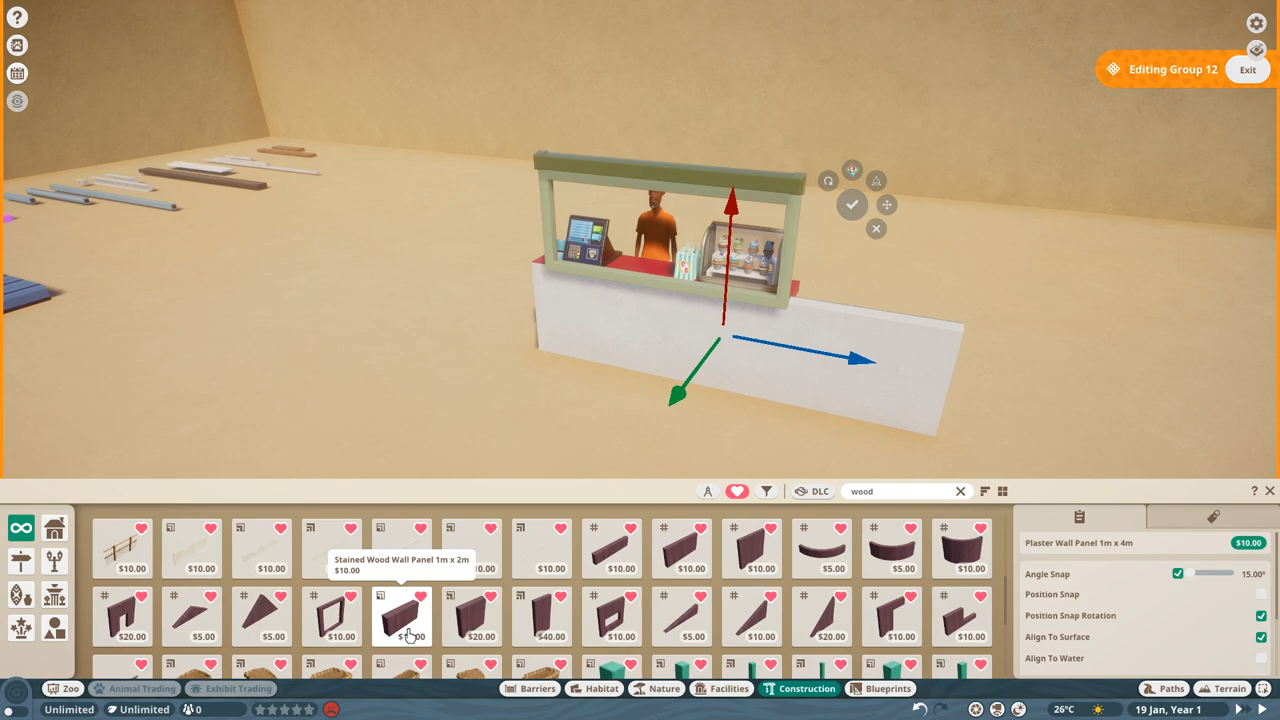 ?
Editing Group 12
Exit
DLC
wood
? ×
$10.00 $10.00 $10.00 $10.00 $10.00 $10.00 $10.00 $5.00 $5.00 $10.00
Stained Wood Wall Panel 1m x 2m
$10.00
$20.00 $5.00 $5.00 $10.00 $20.00 $40.00 $10.00 $5.00 $10.00 $20.00 $10.00 $10.00
Plaster Wall Panel 1m x 4m
$10.00
Angle Snap
15.00°
Position Snap
Position Snap Rotation
Align To Surface
Align To Water
Zoo
Animal Trading
Exhibit Trading
Barriers
Habitat
Nature
Facilities
Construction
Blueprints
Paths
Terrain
Unlimited
Unlimited
0
26°C
19 Jan, Year 1